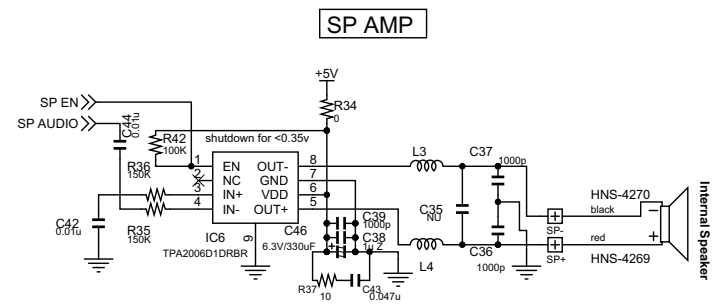 SP AMP
+5V
R34
0
SP EN
SP AUDIO
C44
0.01u
R42
100K
shutdown for <0.35v
R36
150K
1
2
3
4
EN
NC
IN+
IN-
OUT-
GND
VDD
OUT+
8
7
6
5
9
C42
0.01u
R35
150K
IC6
TPA2006D1DRBR
C46
6.3V/330uF
C39
1000p
C38
1u Z
+
R37
10
C43
0.047u
L3
L4
C35
NU
C37
1000p
C36
1000p
SP-
SP+
HNS-4270
black
red
HNS-4269
−
+
Internal Speaker